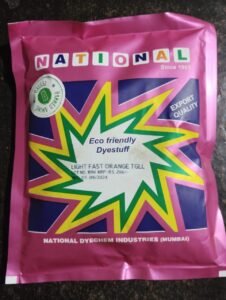 NATIONAL
Since 1951
EXPORT
QUALITY
Eco friendly
Dyestuff
LIGHT FAST ORANGE TGLL
NATIONAL DYECHEM INDUSTRIES (MUMBAI)